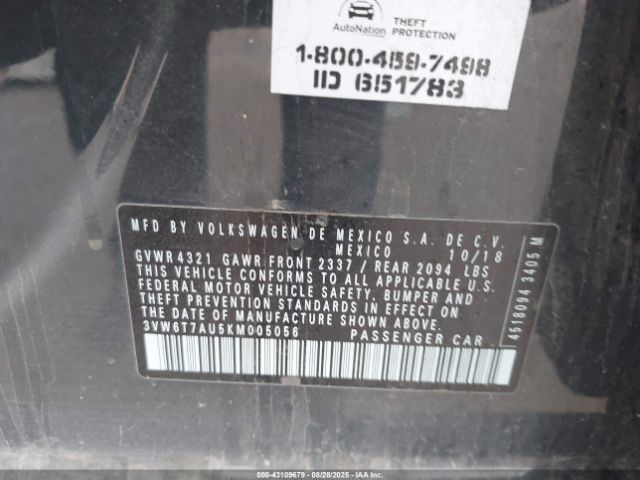 AutoNation
THEFT
PROTECTION
1-800-459-7498
ID 651783
MFD BY VOLKSWAGEN DE MEXICO S.A. DE C.V.
MEXICO 10/18
GVWR 4321 GAWR FRONT 2337 / REAR 2094 LBS
THIS VEHICLE CONFORMS TO ALL APPLICABLE U.S.
FEDERAL MOTOR VEHICLE SAFETY, BUMPER AND
THEFT PREVENTION STANDARDS IN EFFECT ON
THE DATE OF MANUFACTURE SHOWN ABOVE.
3VW6T7AU5KM005056 PASSENGER CAR
4518094 3405 M
000-43109679 | 08/28/2025 | IAA Inc.